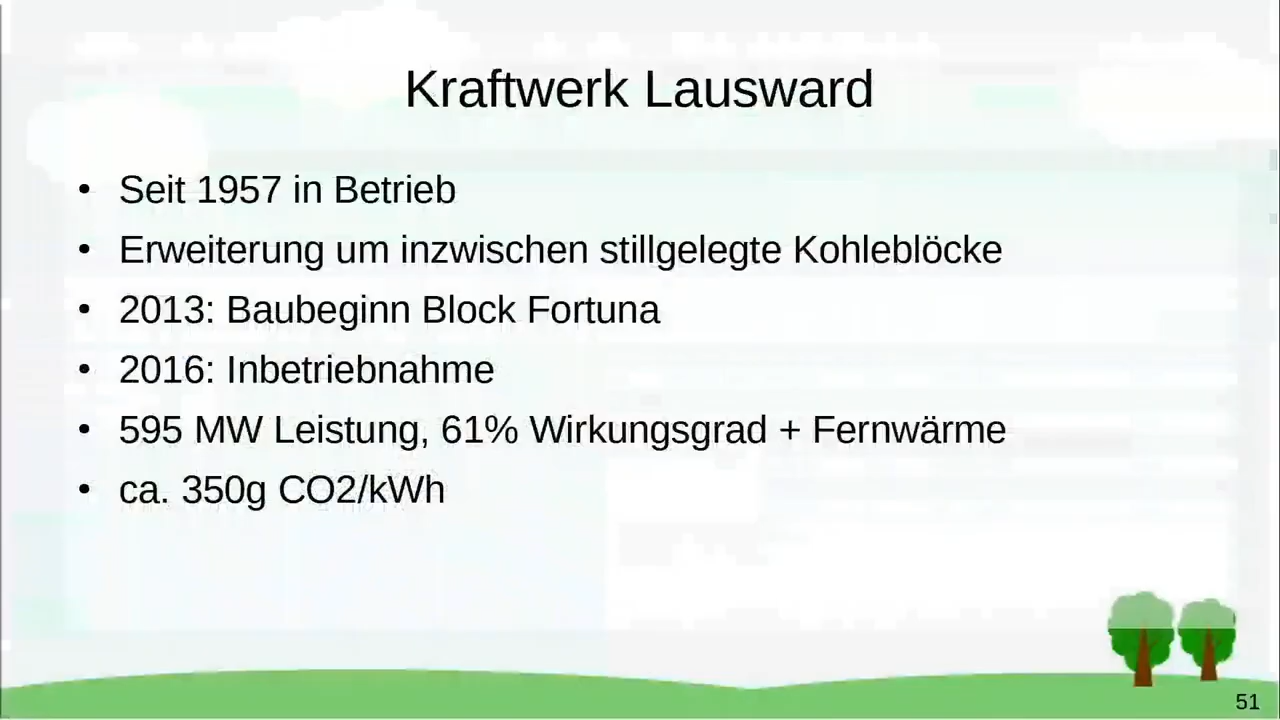 Kraftwerk Lausward
• Seit 1957 in Betrieb
• Erweiterung um inzwischen stillgelegte Kohleblöcke
• 2013: Baubeginn Block Fortuna
• 2016: Inbetriebnahme
• 595 MW Leistung, 61% Wirkungsgrad + Fernwärme
• ca. 350g CO2/kWh
51